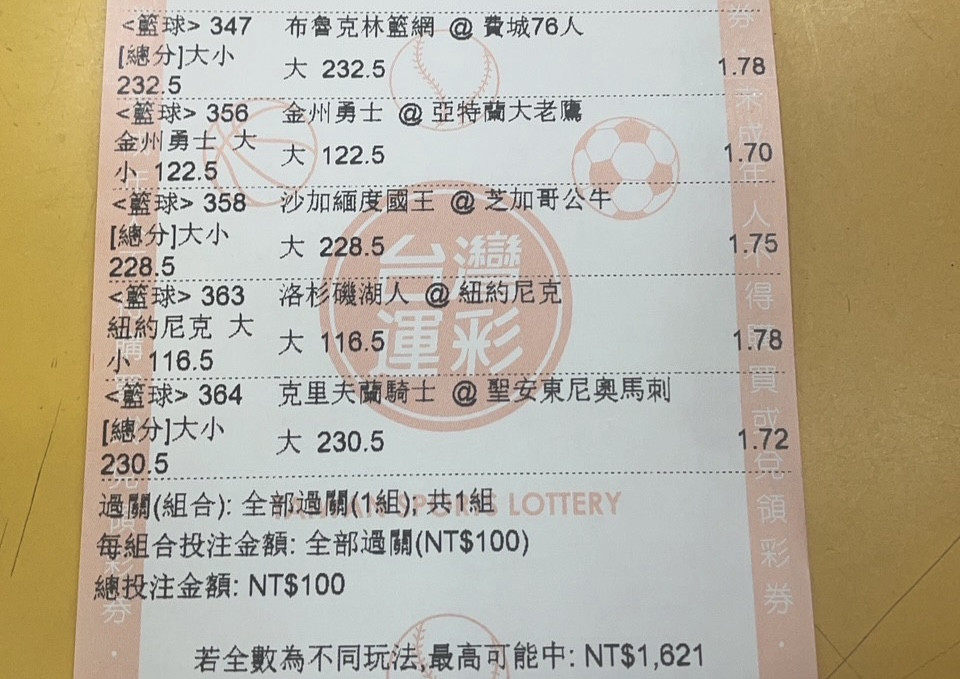 <籃球> 347 布魯克林籃網 @ 費城76人
[總分]大小 232.5 大 232.5 1.78
<籃球> 356 金州勇士 @ 亞特蘭大老鷹
金州勇士 大小 122.5 大 122.5 1.70
<籃球> 358 沙加緬度國王 @ 芝加哥公牛
[總分]大小 228.5 大 228.5 1.75
<籃球> 363 洛杉磯湖人 @ 紐約尼克
紐約尼克 大小 116.5 大 116.5 1.78
<籃球> 364 克里夫蘭騎士 @ 聖安東尼奧馬刺
[總分]大小 230.5 大 230.5 1.72
台灣運彩
過關(組合): 全部過關(1組); 共1組
TAIWAN SPORTS LOTTERY
每組合投注金額: 全部過關(NT$100)
總投注金額: NT$100
若全數為不同玩法,最高可能中: NT$1,621